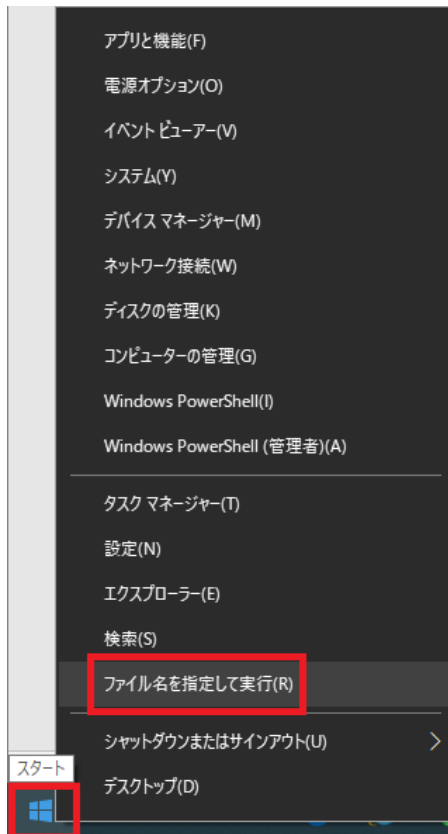 アプリと機能(F)
電源オプション(O)
イベント ビューアー(V)
システム(Y)
デバイス マネージャー(M)
ネットワーク接続(W)
ディスクの管理(K)
コンピューターの管理(G)
Windows PowerShell(I)
Windows PowerShell (管理者)(A)
タスク マネージャー(T)
設定(N)
エクスプローラー(E)
検索(S)
ファイル名を指定して実行(R)
シャットダウンまたはサインアウト(U)
デスクトップ(D)
スタート